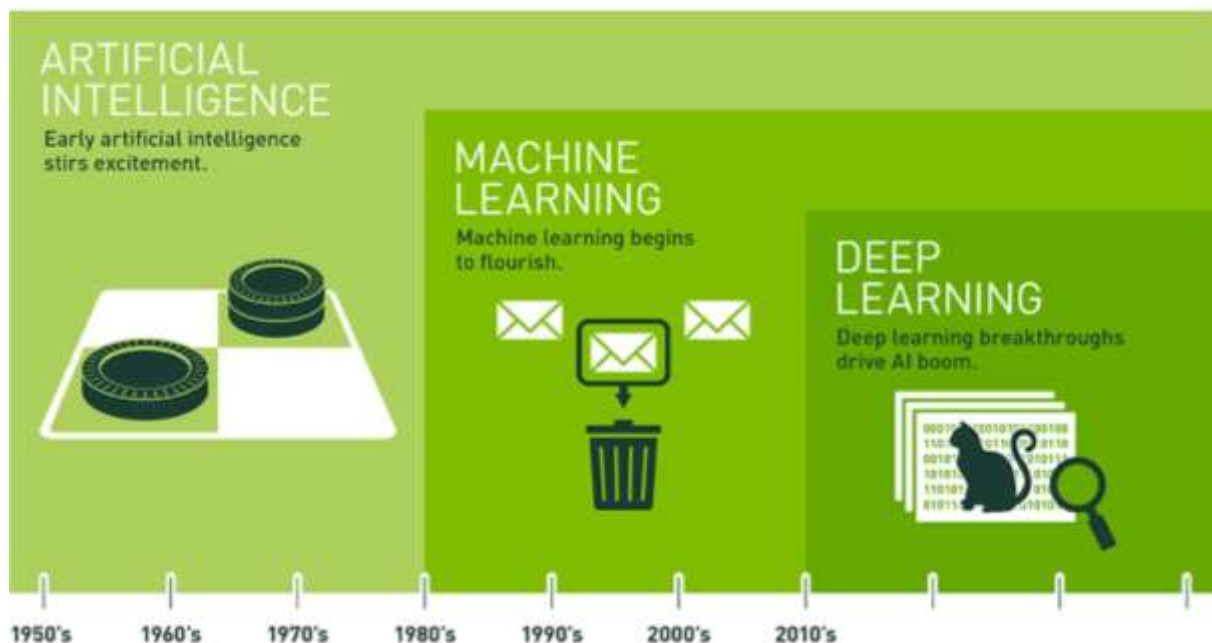 ARTIFICIAL
INTELLIGENCE
Early artificial intelligence
stirs excitement.
MACHINE
LEARNING
Machine learning begins
to flourish.
DEEP
LEARNING
Deep learning breakthroughs
drive AI boom.
1950's 1960's 1970's 1980's 1990's 2000's 2010's